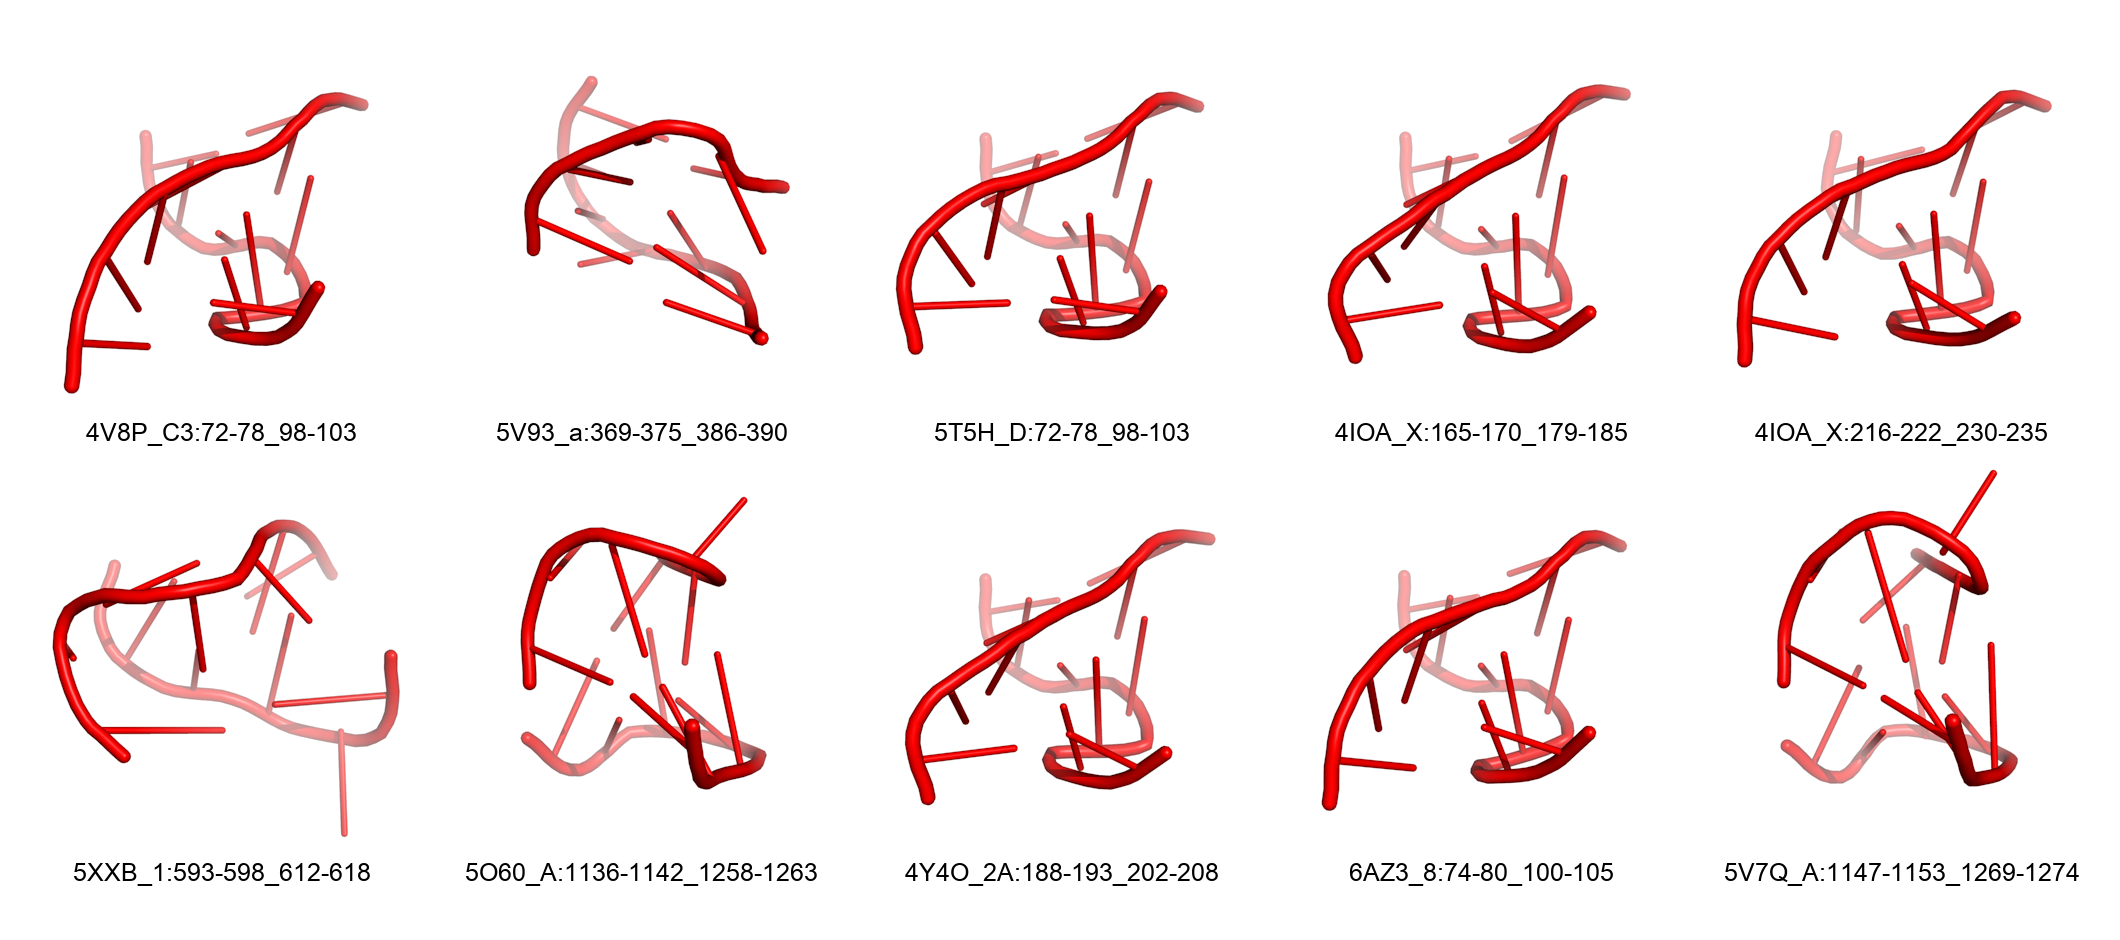 4V8P_C3:72-78_98-103
5V93_a:369-375_386-390
5T5H_D:72-78_98-103
4IOA_X:165-170_179-185
4IOA_X:216-222_230-235
5XXB_1:593-598_612-618
5O60_A:1136-1142_1258-1263
4Y4O_2A:188-193_202-208
6AZ3_8:74-80_100-105
5V7Q_A:1147-1153_1269-1274